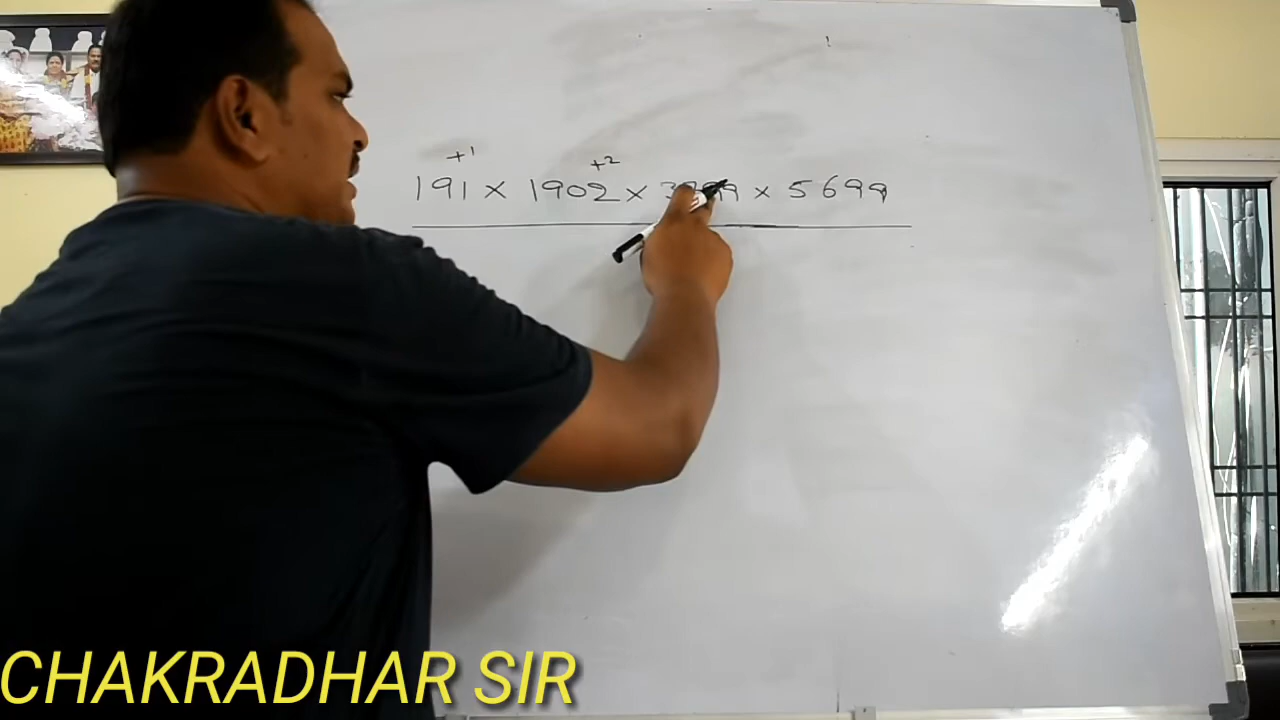 +1 +2
191 × 1902 × × 5699
CHAKRADHAR SIR